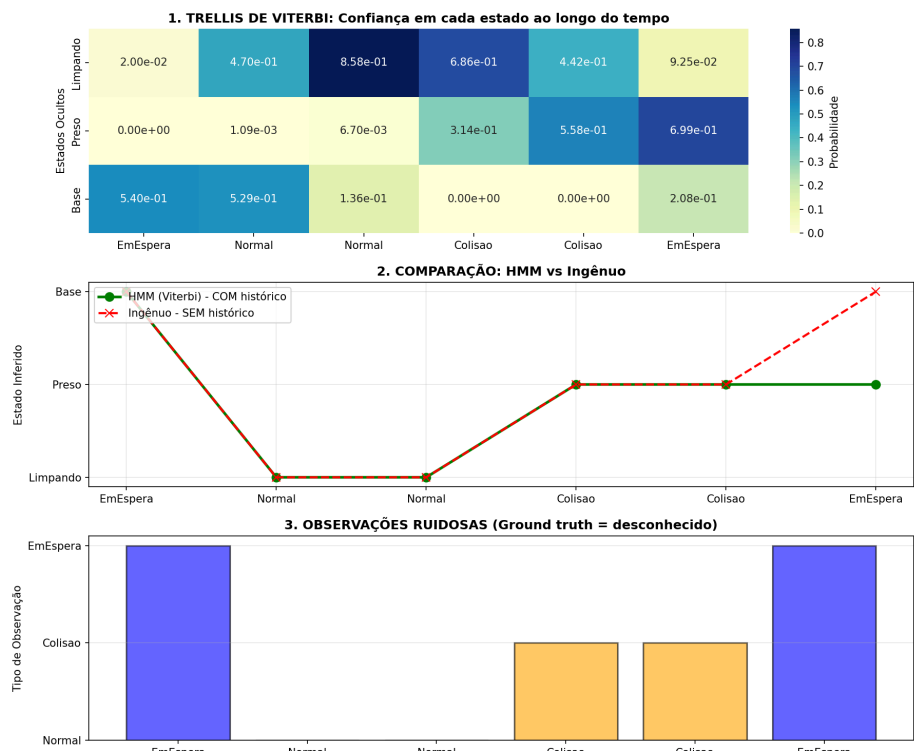 1. TRELLIS DE VITERBI: Confiança em cada estado ao longo do tempo
Estados Ocultos
Limpando
2.00e-02 4.70e-01 8.58e-01 6.86e-01 4.42e-01 9.25e-02
Preso
0.00e+00 1.09e-03 6.70e-03 3.14e-01 5.58e-01 6.99e-01
Base
5.40e-01 5.29e-01 1.36e-01 0.00e+00 0.00e+00 2.08e-01
EmEspera Normal Normal Colisao Colisao EmEspera
0.8
0.7
0.6
0.5
0.4
0.3
0.2
0.1
0.0
Probabilidade
2. COMPARAÇÃO: HMM vs Ingênuo
Estado Inferido
Base
Preso
Limpando
HMM (Viterbi) - COM histórico
Ingênuo - SEM histórico
EmEspera Normal Normal Colisao Colisao EmEspera
3. OBSERVAÇÕES RUIDOSAS (Ground truth = desconhecido)
Tipo de Observação
EmEspera
Colisao
Normal
EmEspera Normal Normal Colisao Colisao EmEspera